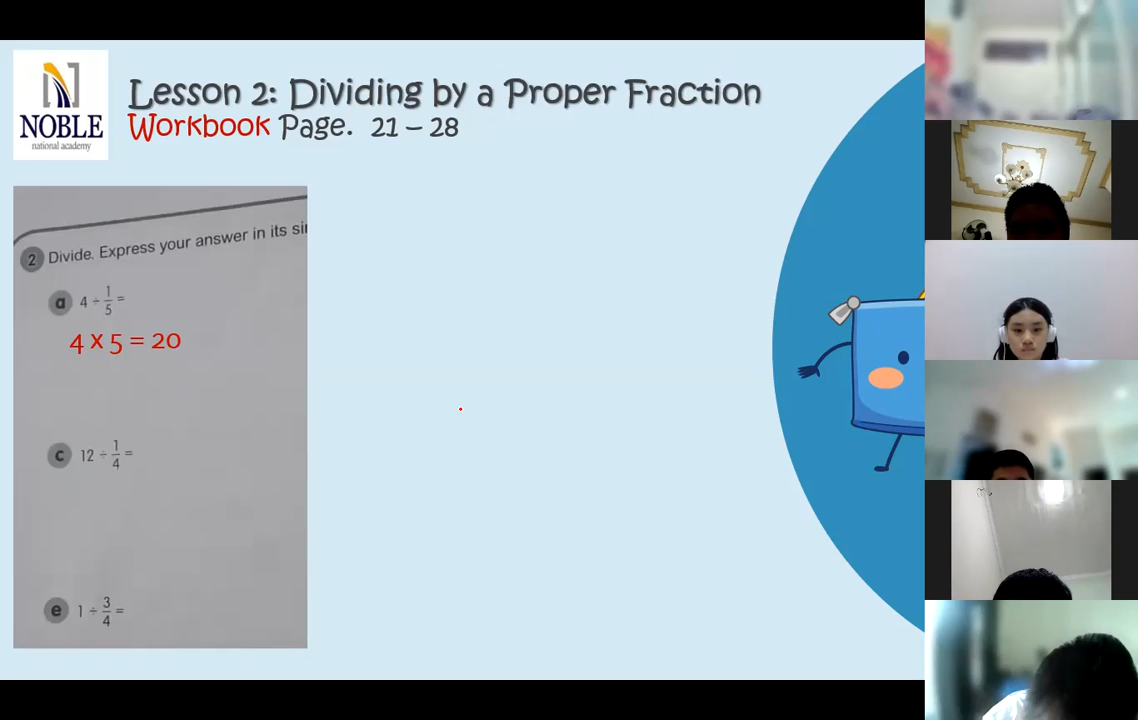 NOBLE
national academy
Lesson 2: Dividing by a Proper Fraction
Workbook Page. 21 – 28
2 Divide. Express your answer in its
a 4 ÷ 1/5 =
4 x 5 = 20
c 12 ÷ 1/4 =
e 1 ÷ 3/4 =